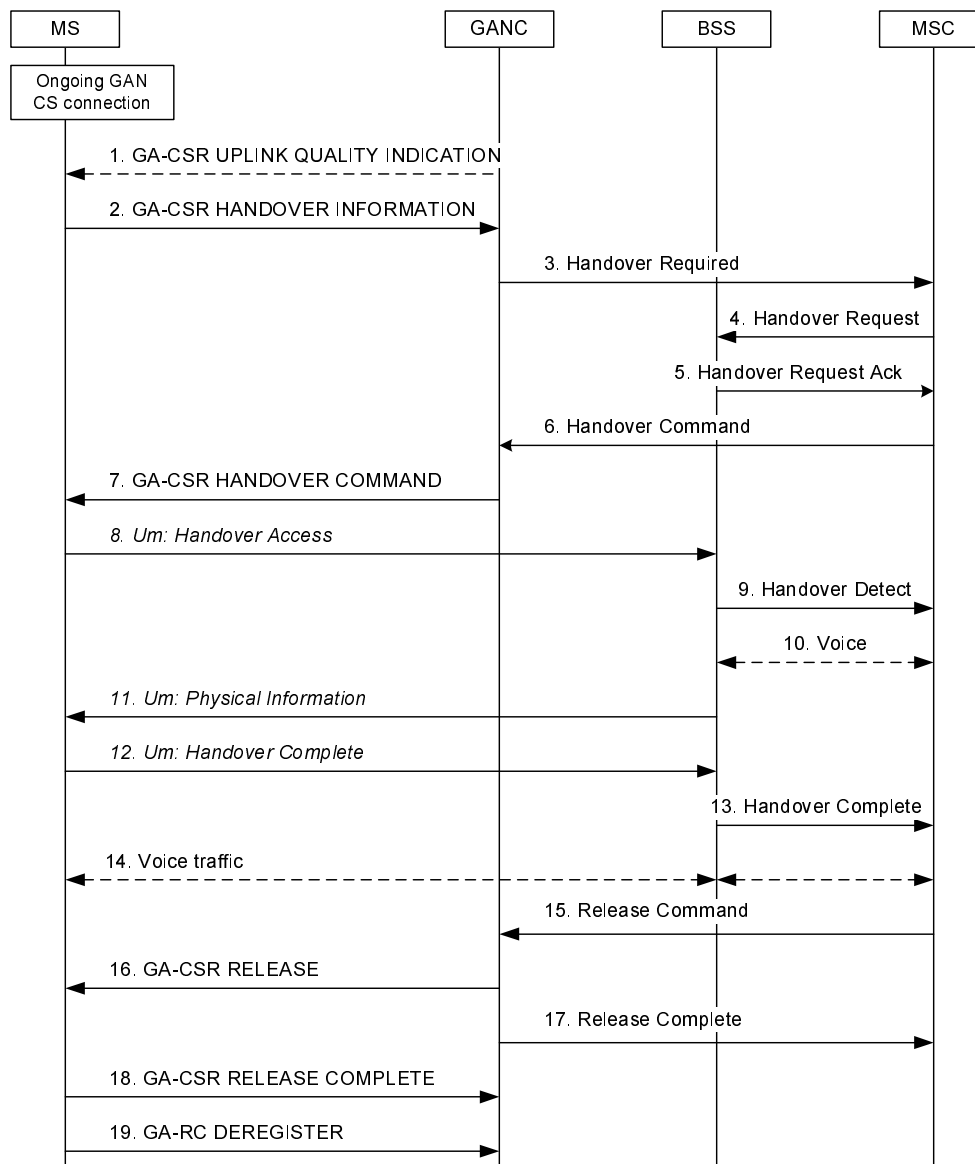 MS
GANC
BSS
MSC
Ongoing GAN
CS connection
1. GA-CSR UPLINK QUALITY INDICATION
2. GA-CSR HANDOVER INFORMATION
3. Handover Required
4. Handover Request
5. Handover Request Ack
6. Handover Command
7. GA-CSR HANDOVER COMMAND
8. Um: Handover Access
9. Handover Detect
10. Voice
11. Um: Physical Information
12. Um: Handover Complete
13. Handover Complete
14. Voice traffic
15. Release Command
16. GA-CSR RELEASE
17. Release Complete
18. GA-CSR RELEASE COMPLETE
19. GA-RC DEREGISTER